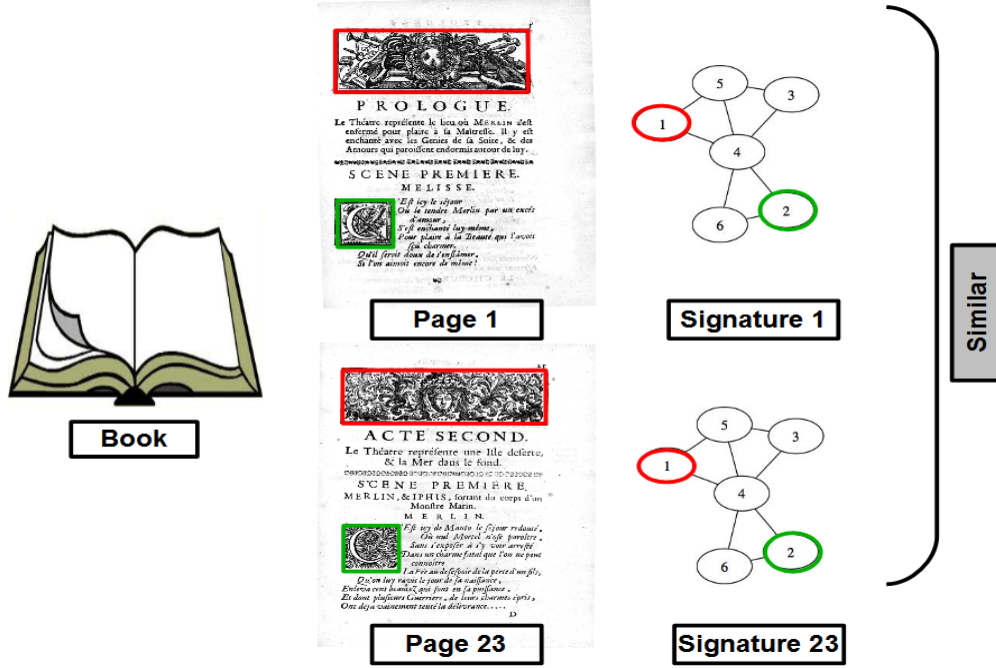 Book
PROLOGUE.
Le Théatre représente le lieu où MERLIN s'est
enfermé pour plaire à sa Maîtresse. Il y est
enchanté avec les Genies de sa Suite, & des
Amours qui paroissent endormis autour de luy.
SCENE PREMIERE.
MELISSE.
C'Est icy le séjour
Où le tendre Merlin par un excés
d'amour,
S'est enchanté luy-même,
Pour plaire à la Beauté qui l'avoit
sçû charmer.
Qu'il seroit doux de s'enflâmer,
Si l'on aimoit encore de même!
Page 1
5
3
1
4
2
6
Signature 1
ACTE SECOND.
Le Théatre représente une Isle deserte,
& la Mer dans le fond.
SCENE PREMIERE.
MERLIN, & IPHIS, sortant du corps d'un
Monstre Marin.
MERLIN.
C'Est icy de Manto le séjour redouté,
Où nul Mortel n'ose paroître,
Sans s'exposer à s'y voir arresté
Dans un charme fatal que l'on ne peut
connoître
La Fée au desespoir de la perte d'un fils,
Qu'on luy ravit le jour de sa naissance,
Enleva cent beautez qui sont en sa puissance,
Et dont plusieurs Guerriers, de leurs charmes épris,
Ont déja vainement tenté la délivrance.....
D
Page 23
5
3
1
4
2
6
Signature 23
Similar